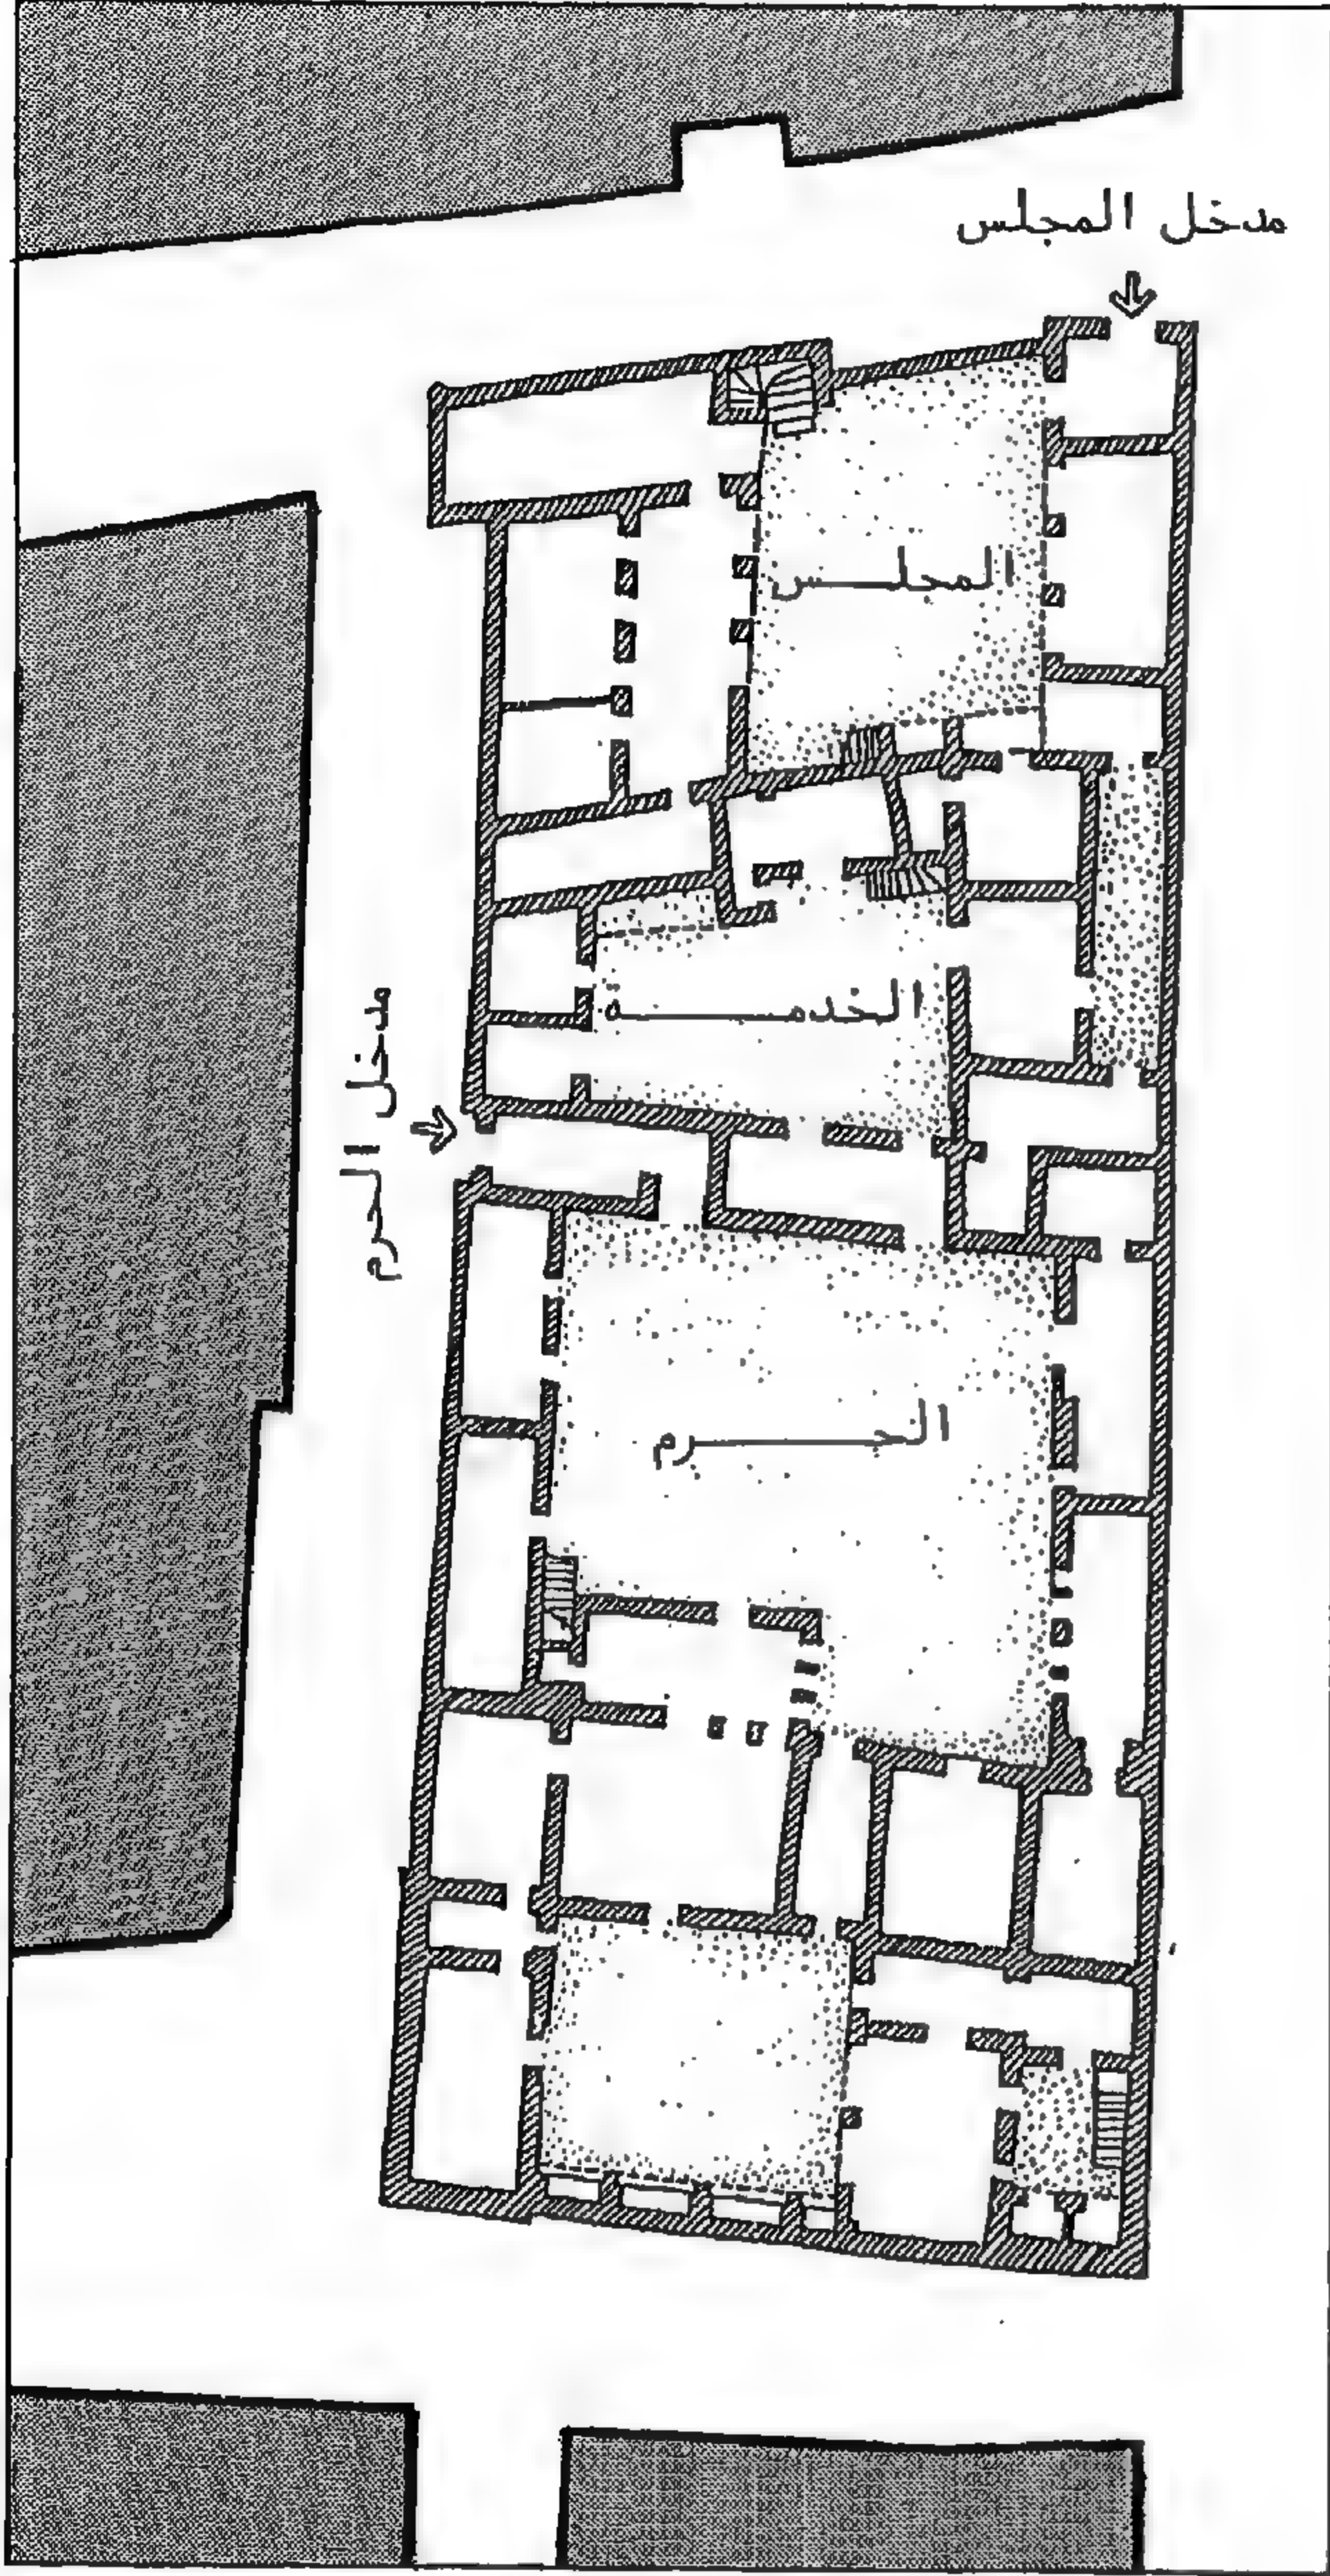 مدخل المجلس
المجلس
الخدمة
مدخل الحرم
الحرم